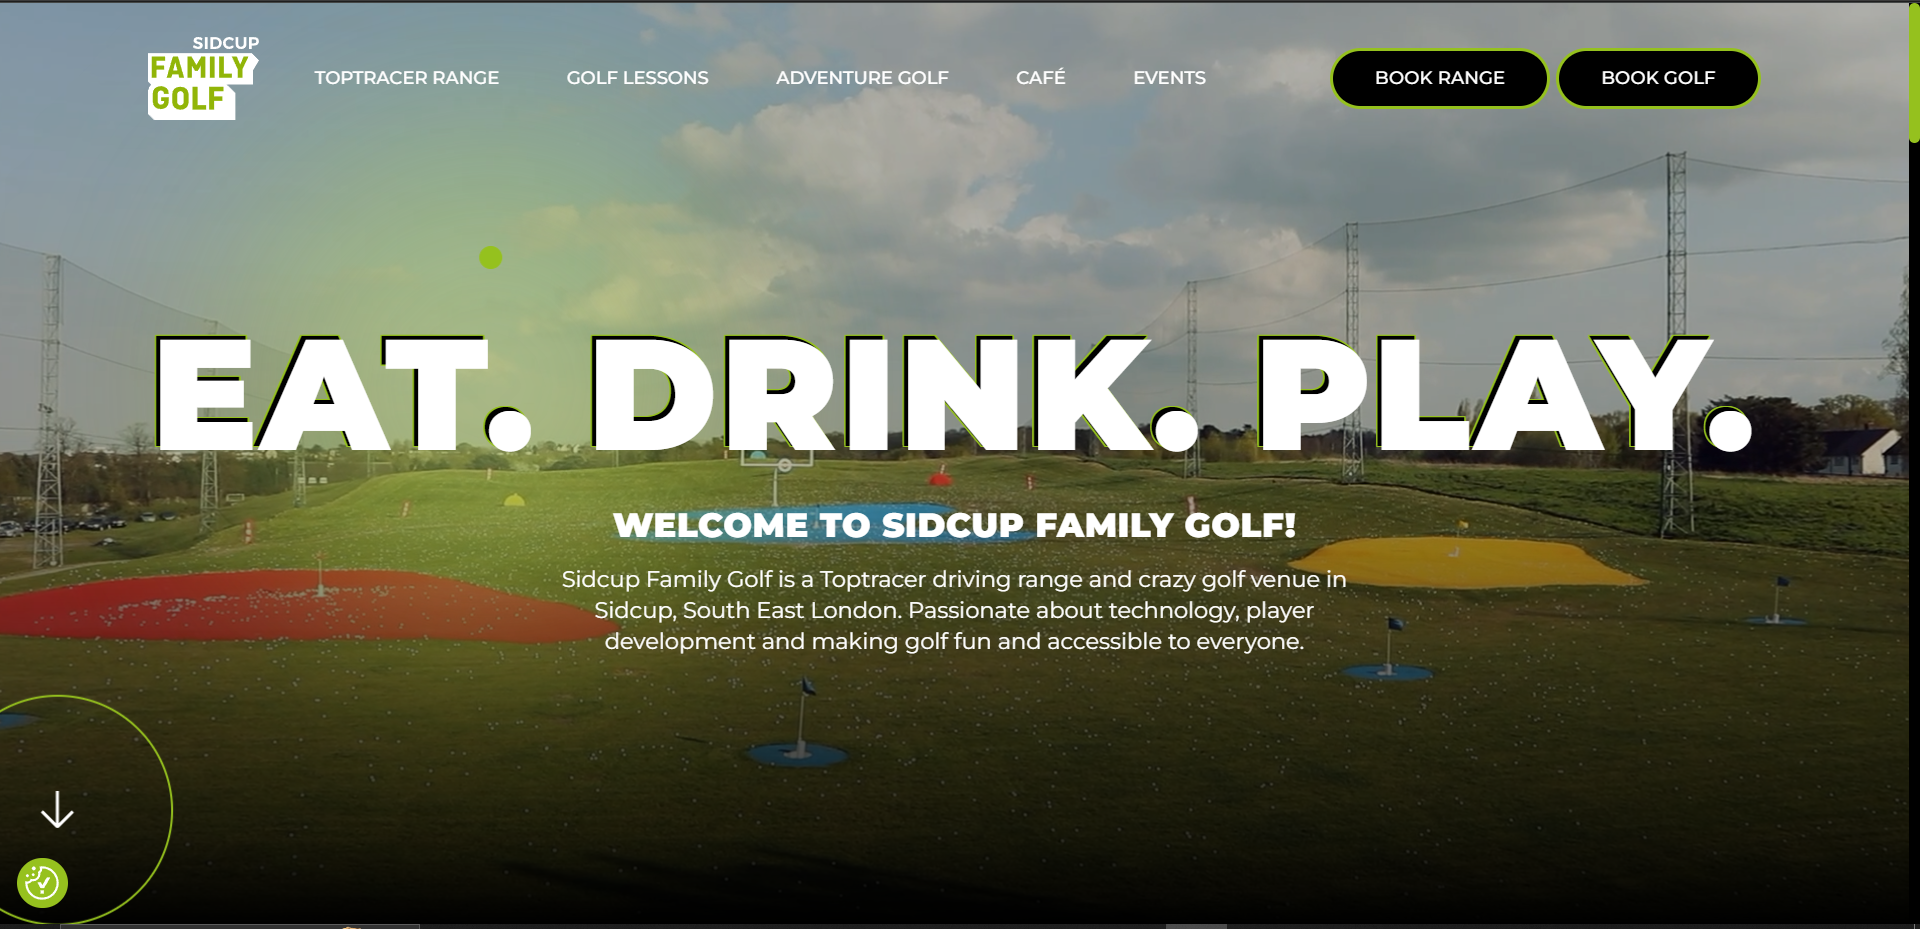 SIDCUP
FAMILY
GOLF
TOPTRACER RANGE
GOLF LESSONS
ADVENTURE GOLF
CAFÉ
EVENTS
BOOK RANGE
BOOK GOLF
EAT. DRINK. PLAY.
WELCOME TO SIDCUP FAMILY GOLF!
Sidcup Family Golf is a Toptracer driving range and crazy golf venue in
Sidcup, South East London. Passionate about technology, player
development and making golf fun and accessible to everyone.